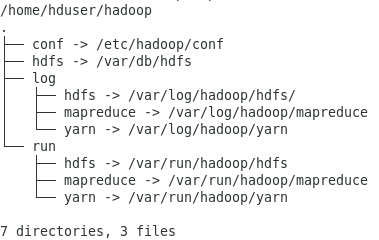 /home/hduser/hadoop
.
├── conf -> /etc/hadoop/conf
├── hdfs -> /var/db/hdfs
├── log
│   ├── hdfs -> /var/log/hadoop/hdfs/
│   ├── mapreduce -> /var/log/hadoop/mapreduce
│   └── yarn -> /var/log/hadoop/yarn
└── run
    ├── hdfs -> /var/run/hadoop/hdfs
    ├── mapreduce -> /var/run/hadoop/mapreduce
    └── yarn -> /var/run/hadoop/yarn
7 directories, 3 files